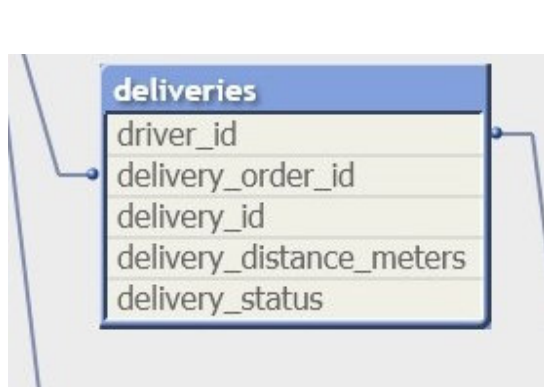 deliveries
driver_id
delivery_order_id
delivery_id
delivery_distance_meters
delivery_status